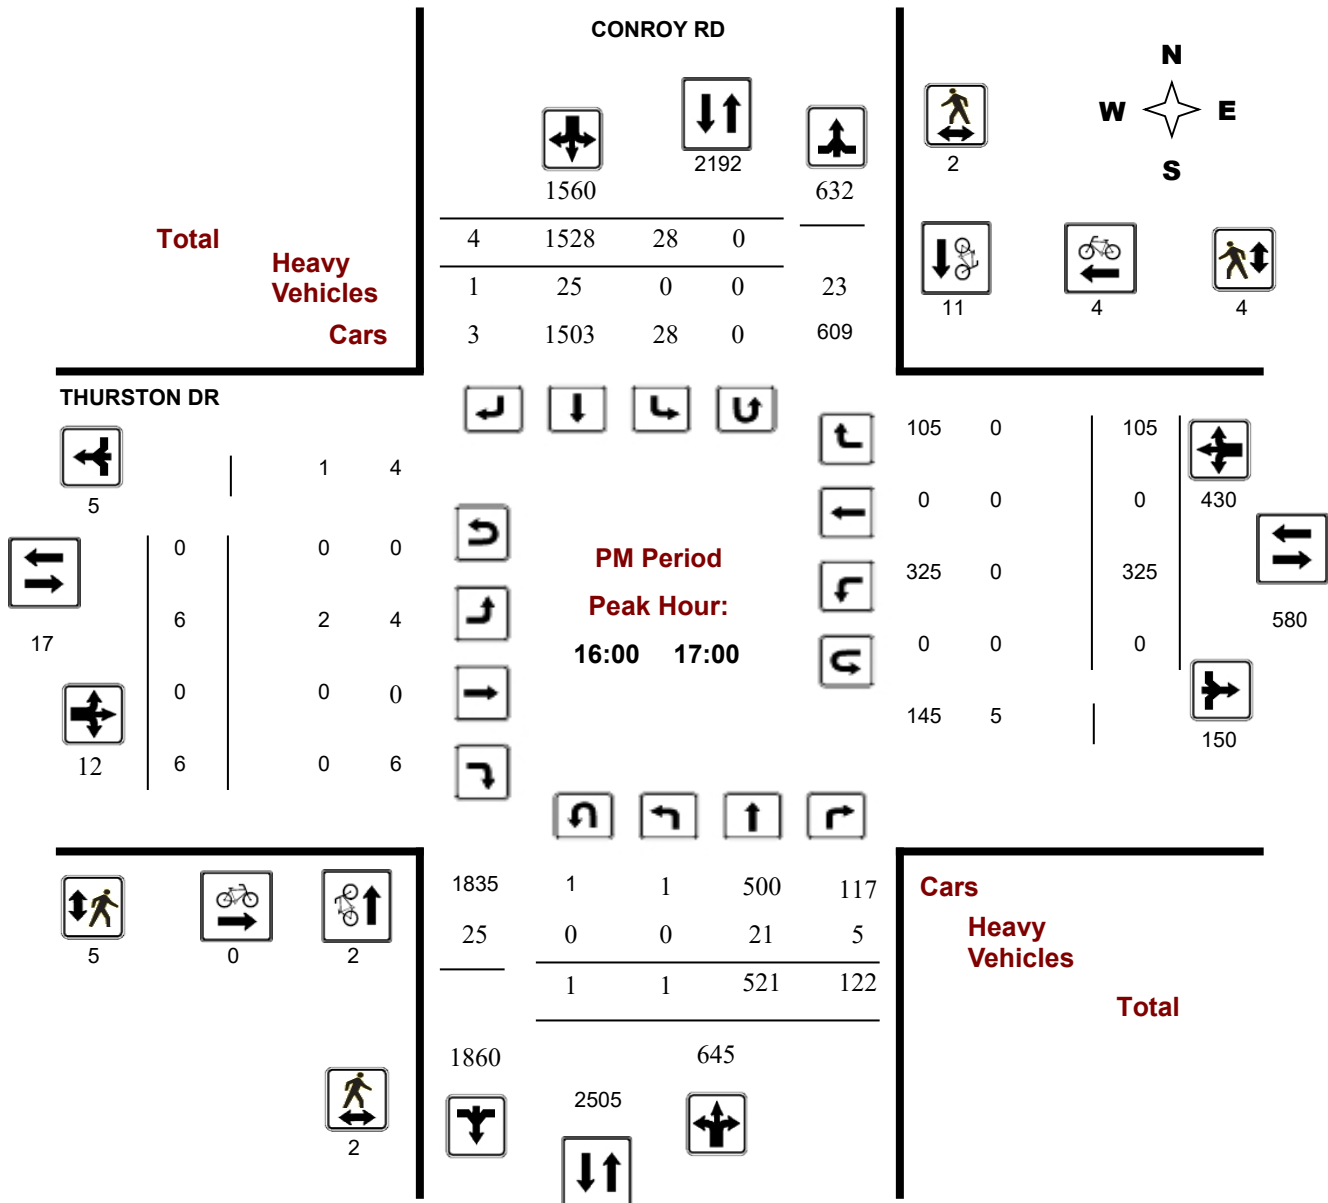 CONROY RD
N
W E
S
1560
2192
632
2
Total
4 1528 28 0
Heavy
Vehicles
1 25 0 0 23
Cars
3 1503 28 0 609
11 4 4
THURSTON DR
5
1 4
105 0 105
430
0 0 0
0 0 0
PM Period
325 0 325
6 2 4
Peak Hour:
580
17
16:00 17:00
0 0 0
0 0 0
145 5
150
12
6 0 6
1835 1 1 500 117
Cars
25 0 0 21 5
Heavy
Vehicles
5 0 2
1 1 521 122
Total
1860
645
2505
2